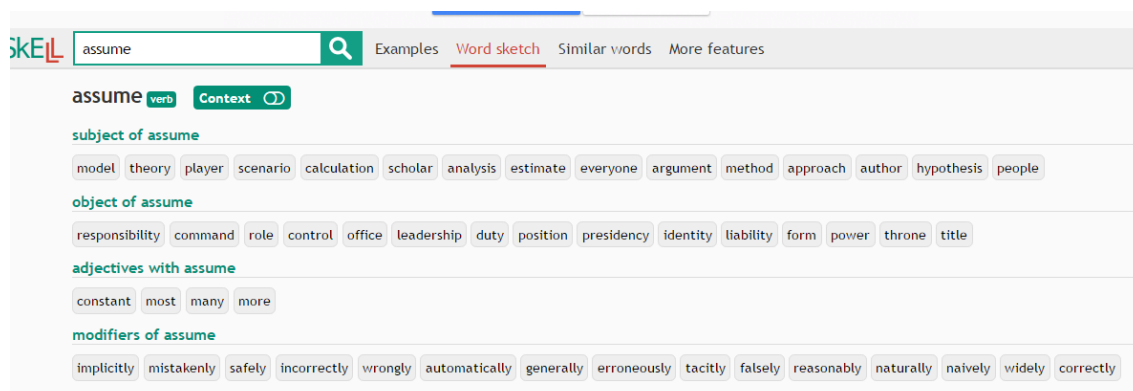 SkELL assume Examples Word sketch Similar words More features
assume verb Context
subject of assume
model theory player scenario calculation scholar analysis estimate everyone argument method approach author hypothesis people
object of assume
responsibility command role control office leadership duty position presidency identity liability form power throne title
adjectives with assume
constant most many more
modifiers of assume
implicitly mistakenly safely incorrectly wrongly automatically generally erroneously tacitly falsely reasonably naturally naively widely correctly